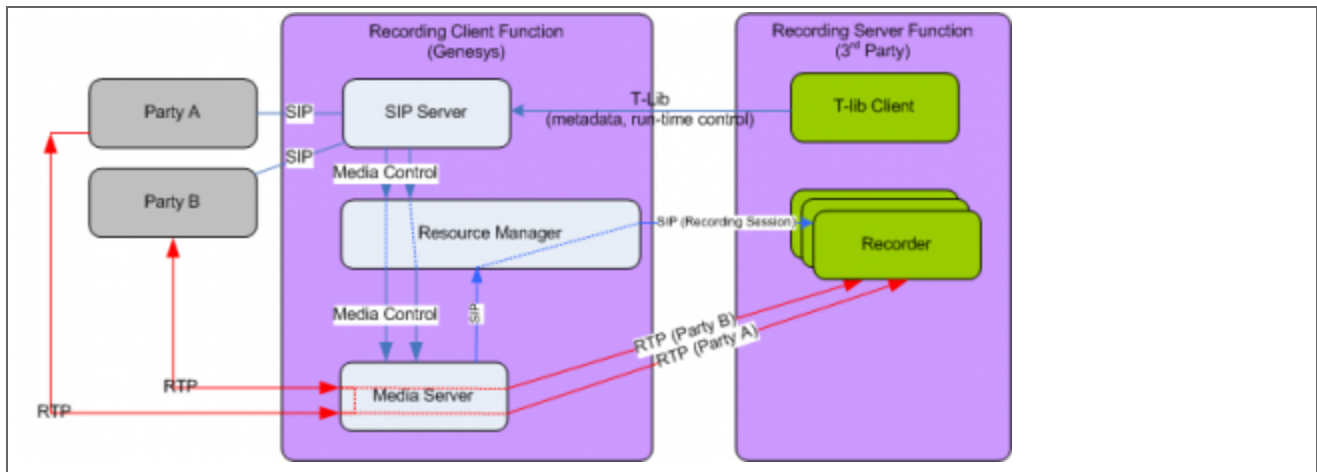 Recording Client Function
(Genesys)
Recording Server Function
(3rd Party)
Party A
SIP
SIP Server
T-Lib
(metadata, run-time control)
T-lib Client
SIP
Media Control
Party B
Resource Manager
SIP (Recording Session)
Recorder
Media Control
SIP
RTP (Party B)
RTP (Party A)
RTP
Media Server
RTP